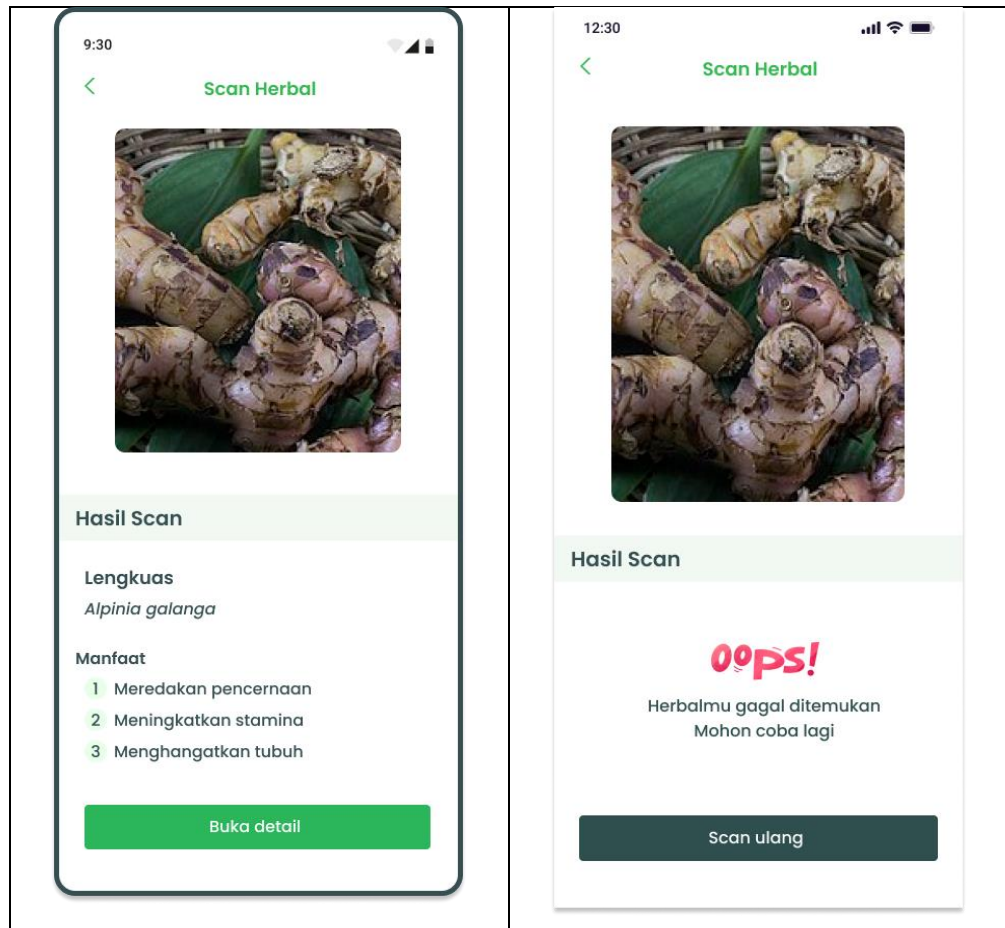 9:30
Scan Herbal
Hasil Scan
Lengkuas
Alpinia galanga
Manfaat
1 Meredakan pencernaan
2 Meningkatkan stamina
3 Menghangatkan tubuh
Buka detail
12:30
Scan Herbal
Hasil Scan
oops!
Herbalmu gagal ditemukan
Mohon coba lagi
Scan ulang